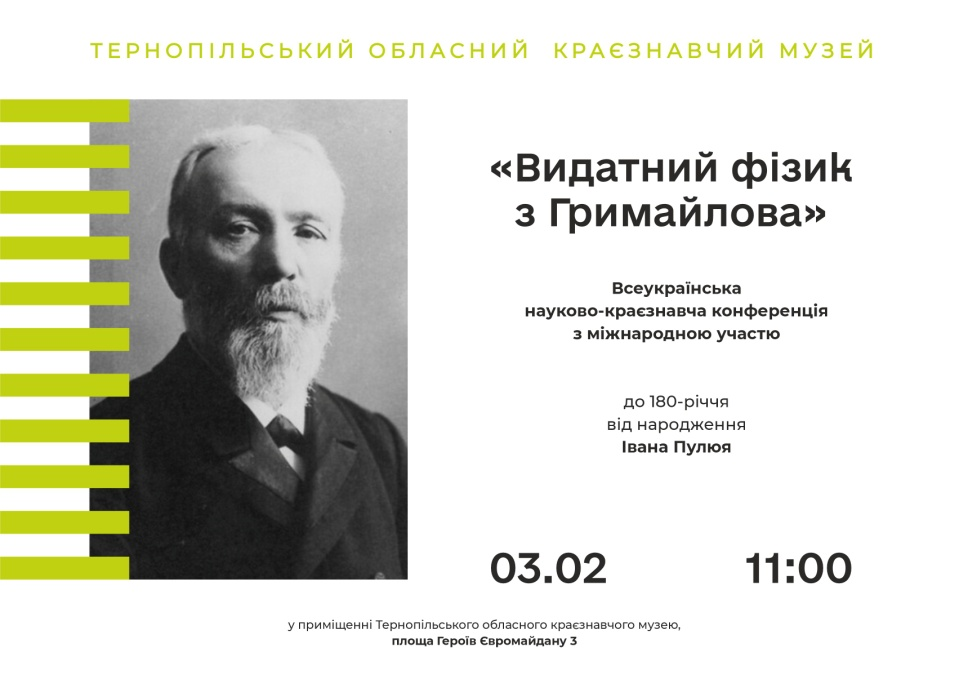 ТЕРНОПІЛЬСЬКИЙ ОБЛАСНИЙ КРАЄЗНАВЧИЙ МУЗЕЙ
«Видатний фізик
з Гримайлова»
Всеукраїнська
науково-краєзнавча конференція
з міжнародною участю
до 180-річчя
від народження
Івана Пулюя
03.02 11:00
у приміщенні Тернопільського обласного краєзнавчого музею,
площа Героїв Євромайдану 3